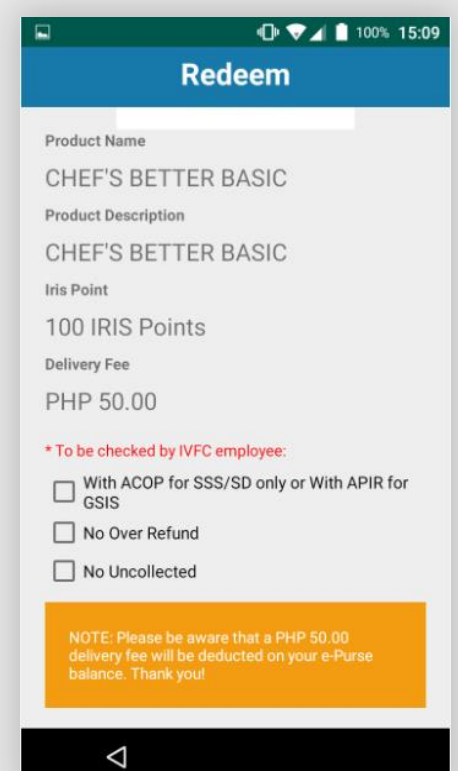 100% 15:09
Redeem
Product Name
CHEF'S BETTER BASIC
Product Description
CHEF'S BETTER BASIC
Iris Point
100 IRIS Points
Delivery Fee
PHP 50.00
* To be checked by IVFC employee:
With ACOP for SSS/SD only or With APIR for
GSIS
No Over Refund
No Uncollected
NOTE: Please be aware that a PHP 50.00
delivery fee will be deducted on your e-Purse
balance. Thank you!